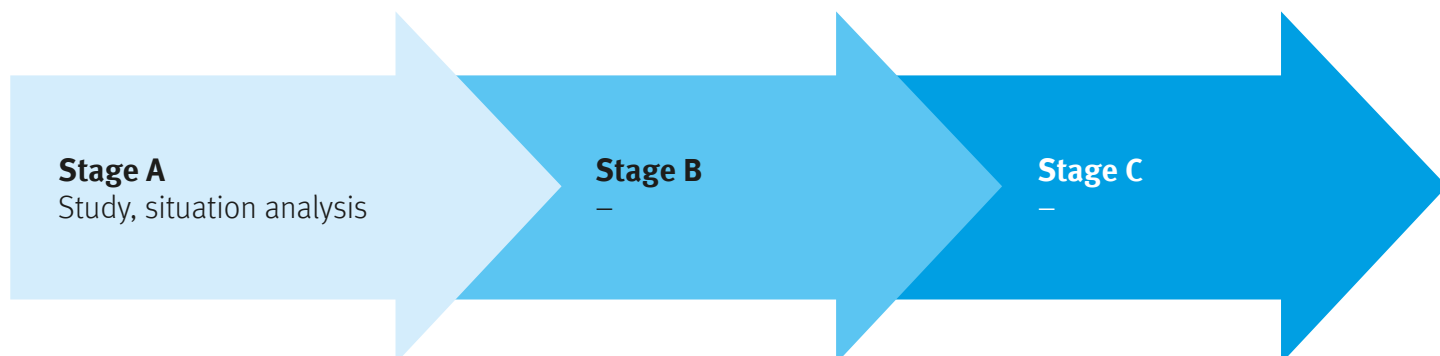 Stage A
Study, situation analysis
Stage B
–
Stage C
–